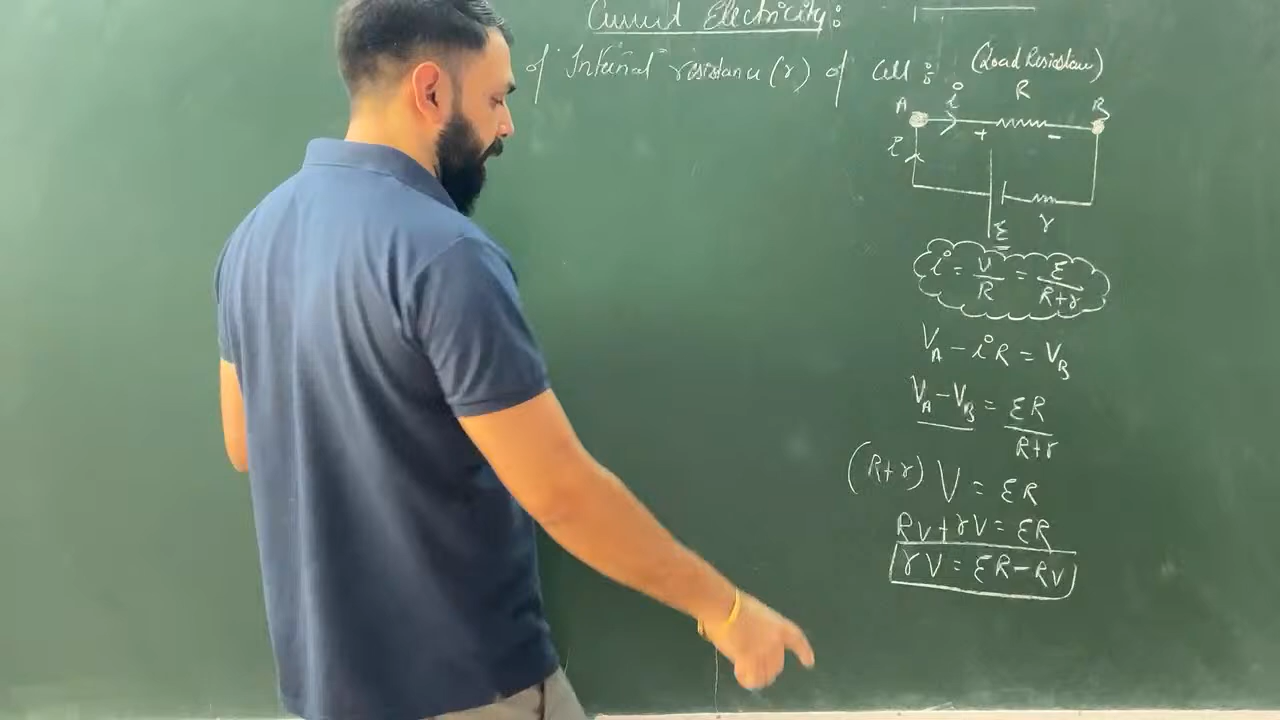 Current Electricity:
of Internal resistance (r) of Cell :
(Load Resistance)
R
A
i
B
+
-
i
r
ε
i = V/R = ε/R+r
V_A - iR = V_B
V_A - V_B = εR/R+r
(R+r) V = εR
RV + rV = εR
rV = εR - RV